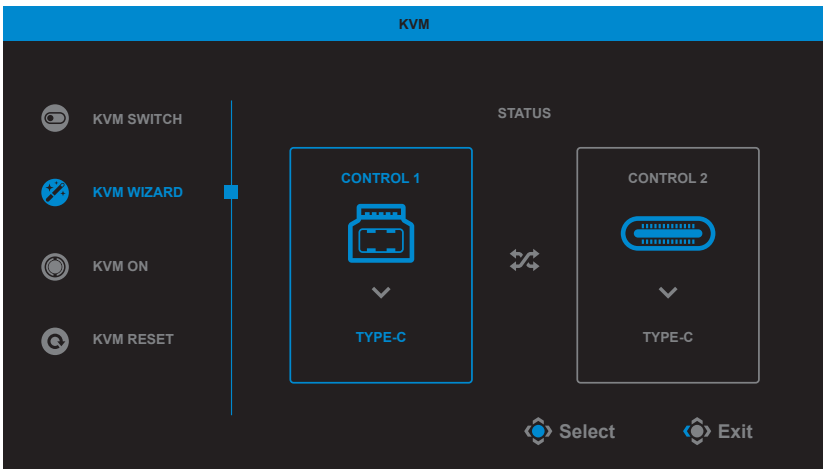 KVM
KVM SWITCH
KVM WIZARD
KVM ON
KVM RESET
STATUS
CONTROL 1
TYPE-C
CONTROL 2
TYPE-C
Select
Exit